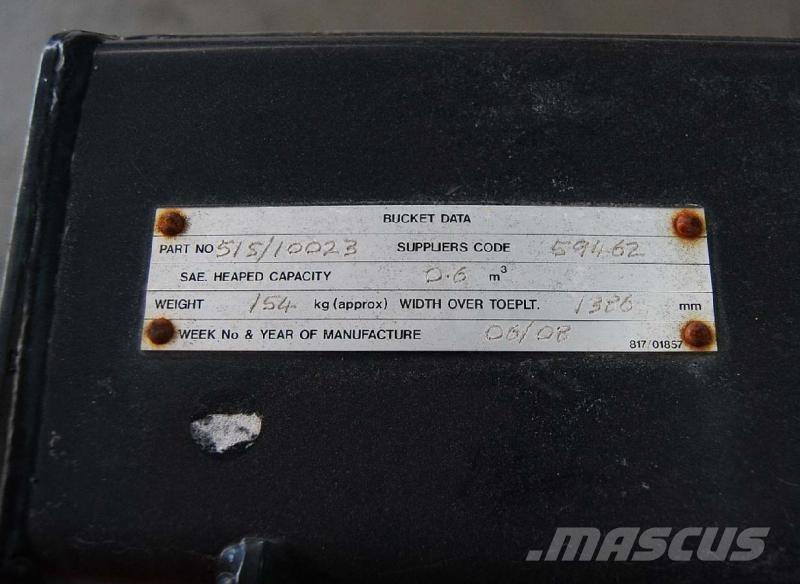 BUCKET DATA
PART NO 515/10023 SUPPLIERS CODE 59462
SAE. HEAPED CAPACITY 0.6 m³
WEIGHT 154 kg (approx) WIDTH OVER TOEPLT. 1386 mm
WEEK No & YEAR OF MANUFACTURE 06/08
817/01857
MASCUS